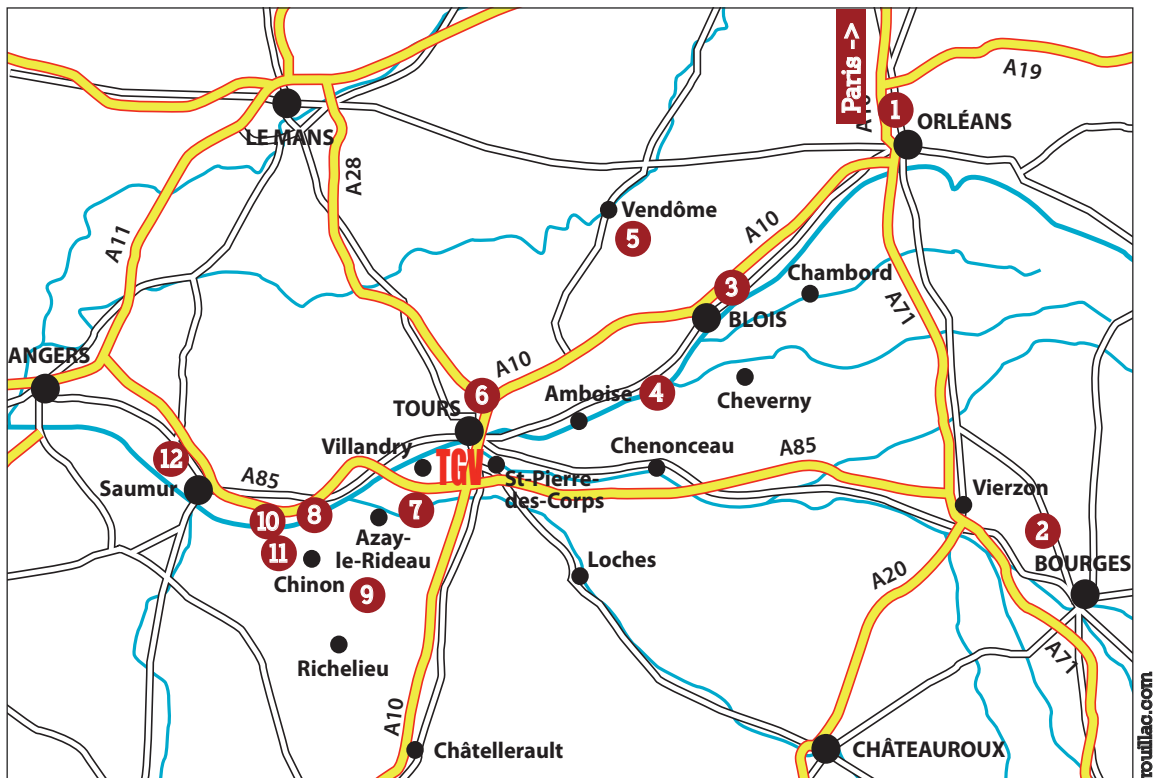 Paris ->
A10
A19
1
ORLÉANS
LE MANS
A28
Vendôme
5
A10
A11
Chambord
3
A71
BLOIS
ANGERS
A10
6
Amboise
4
Cheverny
TOURS
Villandry
Chenonceau
A85
12
TGV
St-Pierre-
des-Corps
Saumur
A85
Vierzon
10
8
7
2
Azay-
le-Rideau
11
Chinon
9
Loches
A20
BOURGES
Richelieu
A71
A10
Châtellerault
CHÂTEAUROUX
rouillac.com